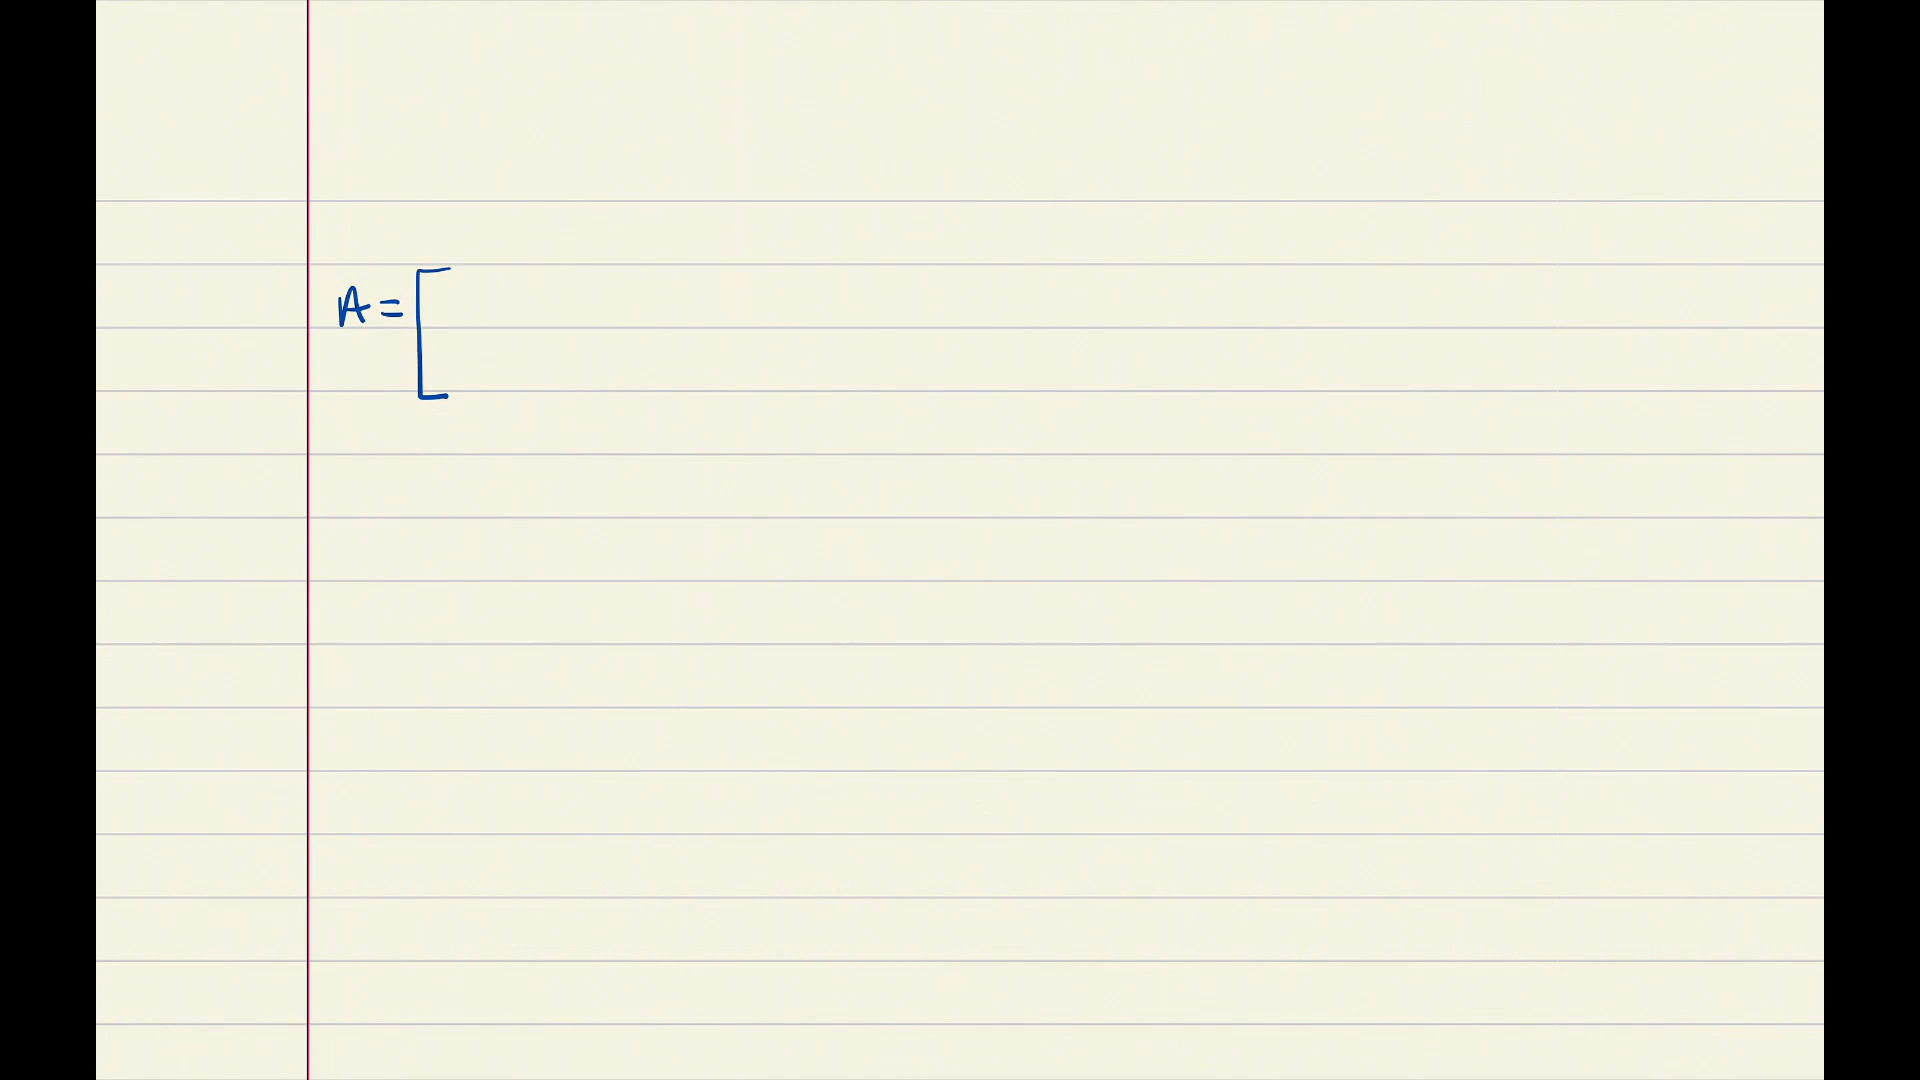 A = [